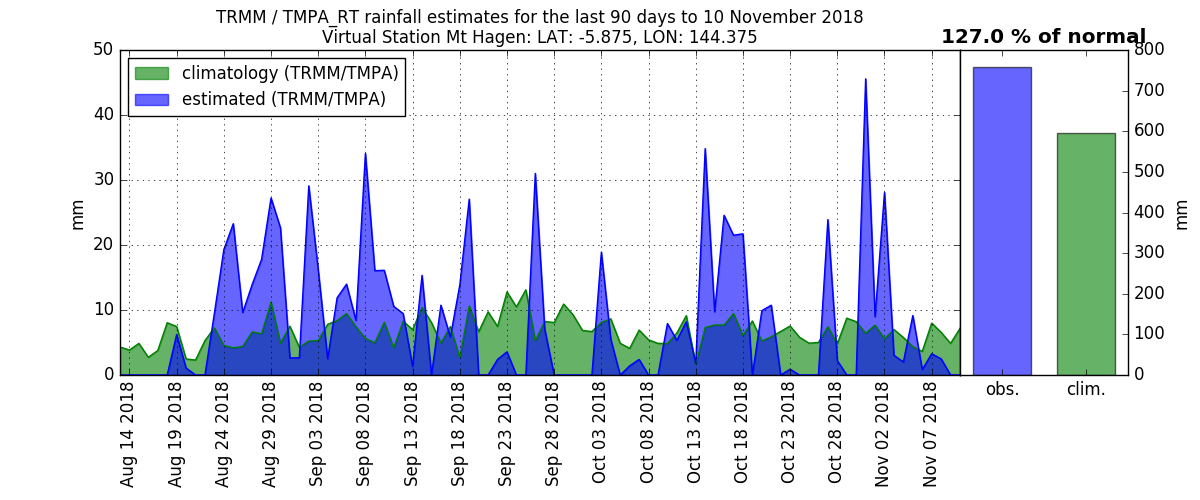 TRMM / TMPA_RT rainfall estimates for the last 90 days to 10 November 2018
Virtual Station Mt Hagen: LAT: -5.875, LON: 144.375
127.0 % of normal
climatology (TRMM/TMPA)
estimated (TRMM/TMPA)
50
40
30
20
10
0
mm
Aug 14 2018
Aug 19 2018
Aug 24 2018
Aug 29 2018
Sep 03 2018
Sep 08 2018
Sep 13 2018
Sep 18 2018
Sep 23 2018
Sep 28 2018
Oct 03 2018
Oct 08 2018
Oct 13 2018
Oct 18 2018
Oct 23 2018
Oct 28 2018
Nov 02 2018
Nov 07 2018
obs.
clim.
800
700
600
500
400
300
200
100
0
mm